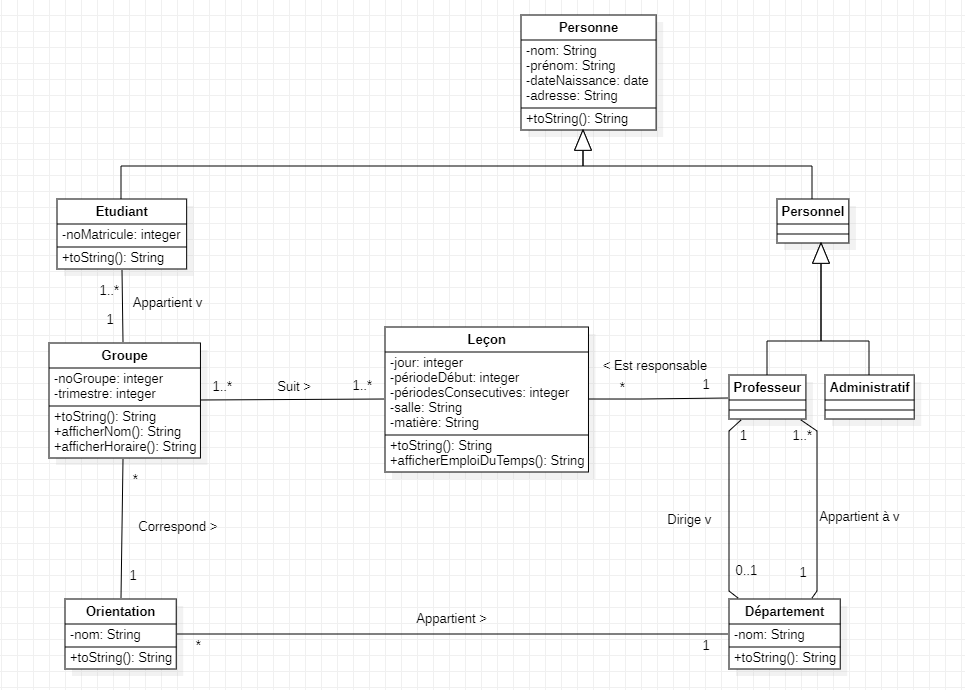 Personne
-nom: String
-prénom: String
-dateNaissance: date
-adresse: String
+toString(): String
Etudiant
-noMatricule: integer
+toString(): String
Personnel
1..*
Appartient v
1
Groupe
-noGroupe: integer
-trimestre: integer
+toString(): String
+afficherNom(): String
+afficherHoraire(): String
1..*
Suit >
1..*
Leçon
-jour: integer
-périodeDébut: integer
-périodesConsecutives: integer
-salle: String
-matière: String
+toString(): String
+afficherEmploiDuTemps(): String
< Est responsable
*
1
Professeur
Administratif
1
1..*
Dirige v
Appartient à v
0..1
1
*
Correspond >
1
Orientation
-nom: String
+toString(): String
Appartient >
*
1
Département
-nom: String
+toString(): String